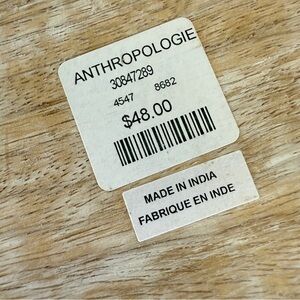 ANTHROPOLOGIE
30847289
4547 8682
$48.00
MADE IN INDIA
FABRIQUE EN INDE